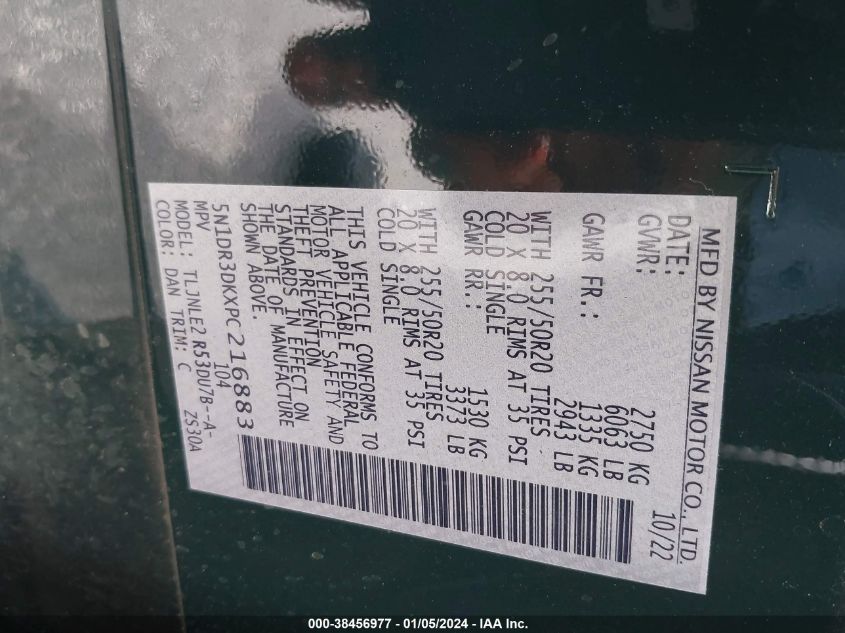 MFD BY NISSAN MOTOR CO., LTD.
DATE: 10/22
GVWR: 2750 KG
6063 LB
GAWR FR.: 1335 KG
2943 LB
WITH 255/50R20 TIRES
20 X 8.0 RIMS AT 35 PSI
COLD SINGLE
GAWR RR.: 1530 KG
3373 LB
WITH 255/50R20 TIRES
20 X 8.0 RIMS AT 35 PSI
COLD SINGLE
THIS VEHICLE CONFORMS TO
ALL APPLICABLE FEDERAL
MOTOR VEHICLE SAFETY AND
THEFT PREVENTION
STANDARDS IN EFFECT ON
THE DATE OF MANUFACTURE
SHOWN ABOVE.
5N1DR3DKXPC216883
MPV 104
MODEL: TLJNLE2 R53DU7B--A-
COLOR: DAN TRIM: C ZS30A
000-38456977 - 01/05/2024 - IAA Inc.